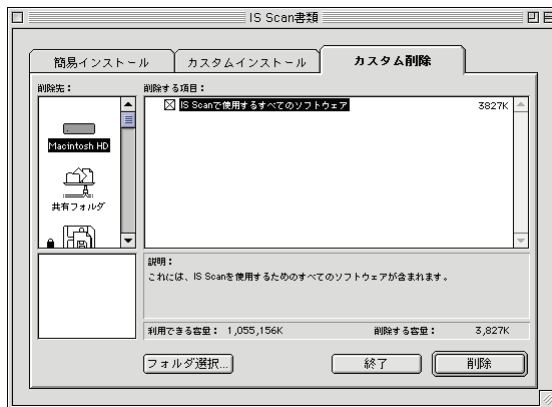 IS Scan書類
簡易インストール
カスタムインストール
カスタム削除
削除先：
Macintosh HD
共有フォルダ
削除する項目：
IS Scanで使用するすべてのソフトウェア 3827K
説明：
これには、IS Scanを使用するためのすべてのソフトウェアが含まれます。
利用できる容量： 1,055,156K 削除する容量： 3,827K
フォルダ選択... 終了 削除